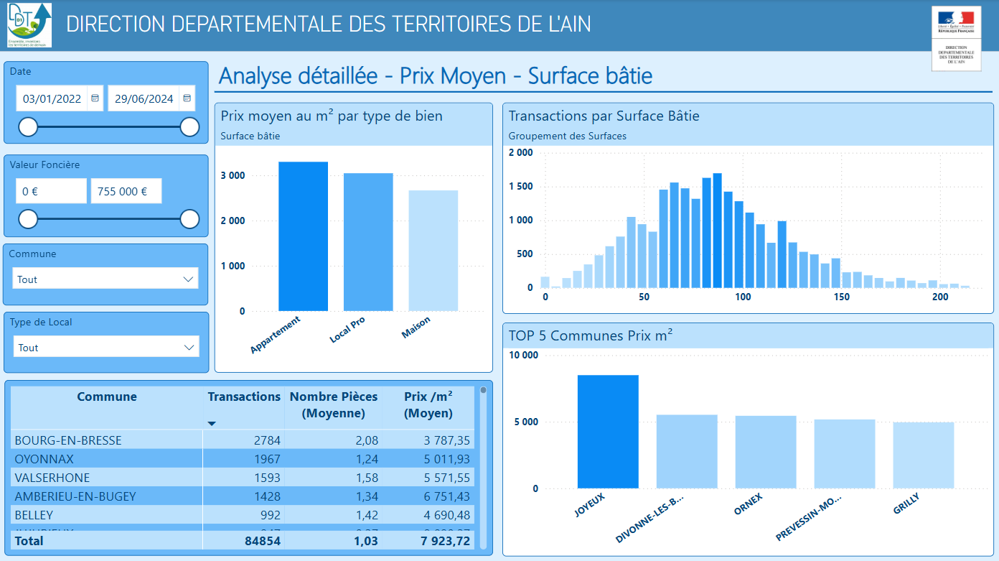 DDT
01
Ensemble, inventons
les territoires de demain
DIRECTION DEPARTEMENTALE DES TERRITOIRES DE L'AIN
Liberté • Égalité • Fraternité
RÉPUBLIQUE FRANÇAISE
DIRECTION
DEPARTEMENTALE
DES TERRITOIRES
DE L'AIN
Date
03/01/2022
29/06/2024
Valeur Foncière
0 €
755 000 €
Commune
Tout
Type de Local
Tout
Analyse détaillée - Prix Moyen - Surface bâtie
Prix moyen au m² par type de bien
Surface bâtie
3 000
2 000
1 000
0
Appartement
Local Pro
Maison
Transactions par Surface Bâtie
Groupement des Surfaces
2 000
1 500
1 000
500
0
0 50 100 150 200
TOP 5 Communes Prix m²
10 000
5 000
0
JOYEUX
DIVONNE-LES-B...
ORNEX
PREVESSIN-MO...
GRILLY
Commune Transactions Nombre Pièces Prix /m²
(Moyenne) (Moyen)
BOURG-EN-BRESSE 2784 2,08 3 787,35
OYONNAX 1967 1,24 5 011,93
VALSERHONE 1593 1,58 5 571,55
AMBERIEU-EN-BUGEY 1428 1,34 6 751,43
BELLEY 992 1,42 4 690,48
Total 84854 1,03 7 923,72